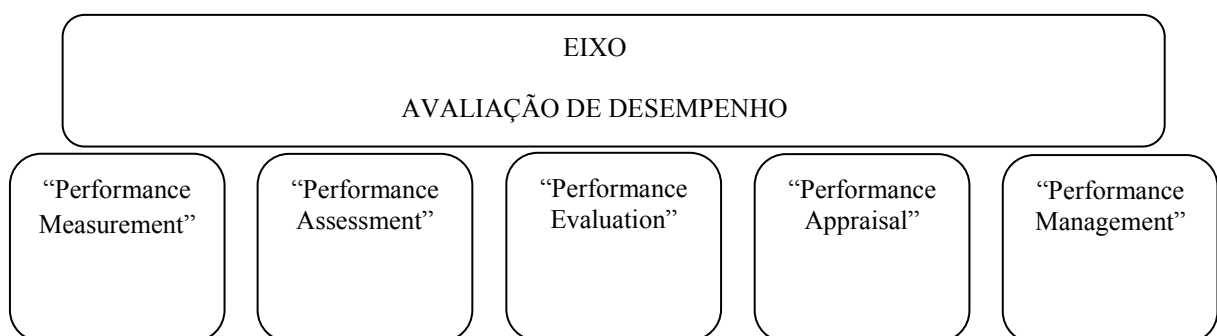 EIXO
AVALIAÇÃO DE DESEMPENHO
“Performance
Measurement”
“Performance
Assessment”
“Performance
Evaluation”
“Performance
Appraisal”
“Performance
Management”